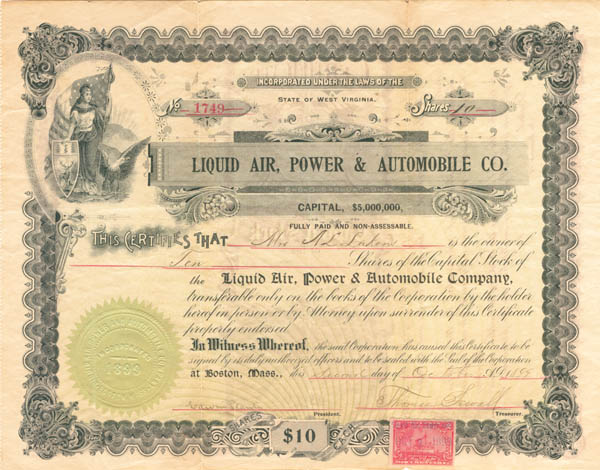 INCORPORATED UNDER THE LAWS OF THE
STATE OF WEST VIRGINIA.
No 1749 Shares 10
LIQUID AIR, POWER & AUTOMOBILE CO.
CAPITAL, $5,000,000,
FULLY PAID AND NON-ASSESSABLE.
THIS CERTIFIES THAT is the owner of
Ten Shares of the Capital Stock of
the Liquid Air, Power & Automobile Company,
transferable only on the books of the Corporation by the holder
hereof in person or by Attorney upon surrender of this Certificate
properly endorsed.
In Witness Whereof, the said Corporation has caused this Certificate to be
signed by its duly authorized officers and to be sealed with the Seal of the Corporation
at Boston, Mass., this second day of 1899
1899
President. Treasurer.
SHARES $10 EACH